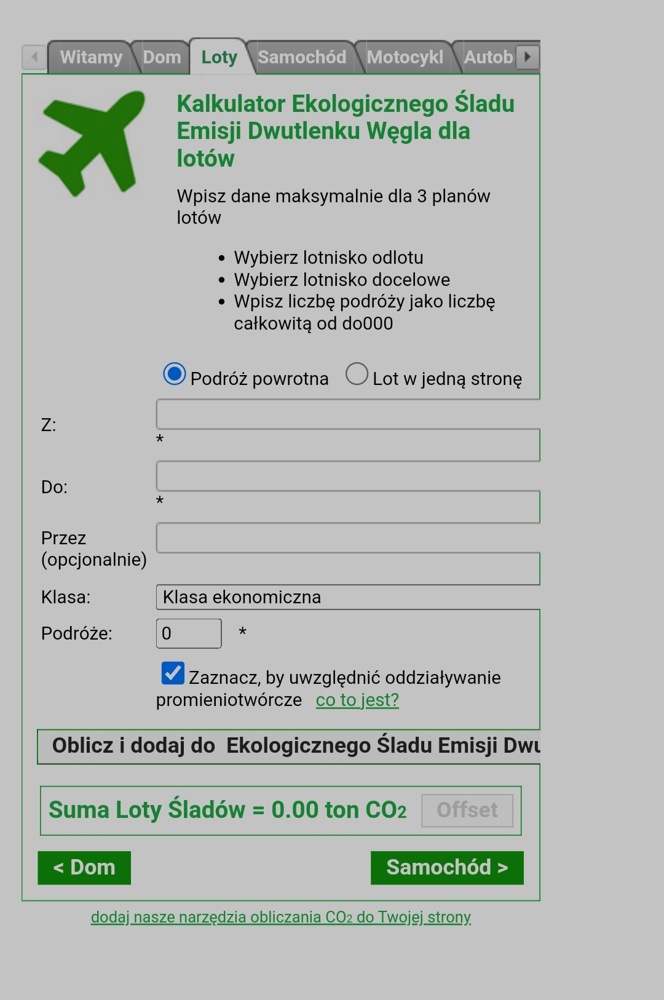 Witamy Dom Loty Samochód Motocykl Autob
Kalkulator Ekologicznego Śladu
Emisji Dwutlenku Węgla dla
lotów
Wpisz dane maksymalnie dla 3 planów
lotów
• Wybierz lotnisko odlotu
• Wybierz lotnisko docelowe
• Wpisz liczbę podróży jako liczbę
całkowitą od do000
Podróż powrotna Lot w jedną stronę
Z:
*
Do:
*
Przez
(opcjonalnie)
Klasa: Klasa ekonomiczna
Podróże: 0 *
Zaznacz, by uwzględnić oddziaływanie
promieniotwórcze co to jest?
Oblicz i dodaj do Ekologicznego Śladu Emisji Dwu
Suma Loty Śladów = 0.00 ton CO2 Offset
< Dom Samochód >
dodaj nasze narzędzia obliczania CO2 do Twojej strony